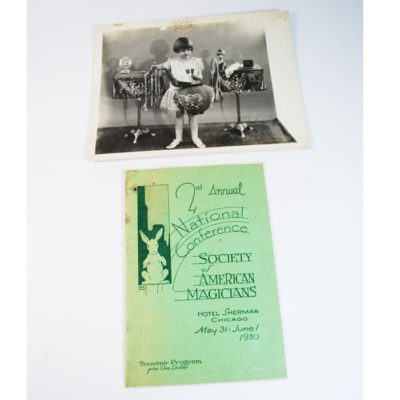 2nd Annual
National
Conference
SOCIETY
of
AMERICAN
MAGICIANS
HOTEL SHERMAN
CHICAGO
May 31 - June 1
1930
Souvenir Program
price One Dollar